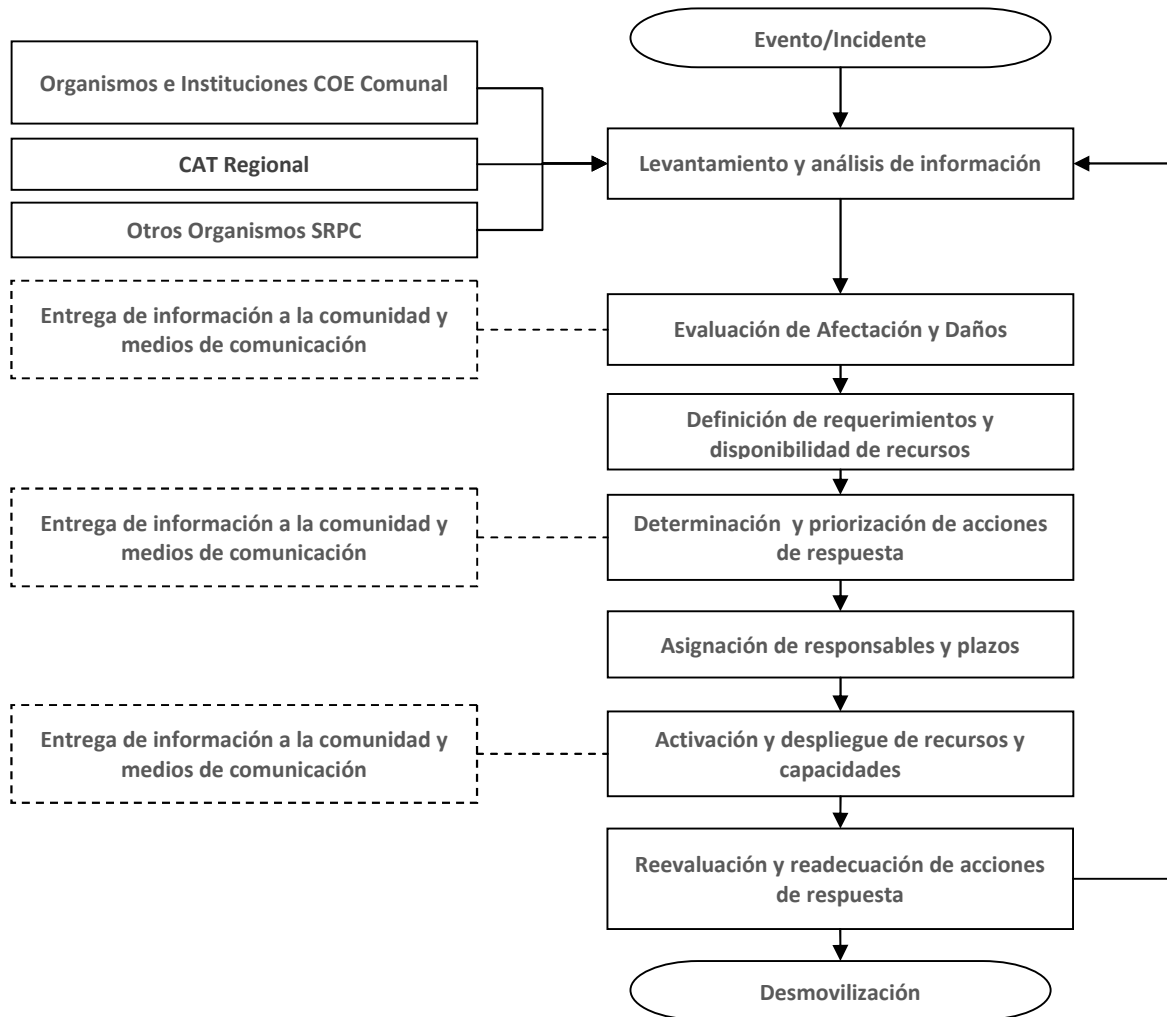 Evento/Incidente
Organismos e Instituciones COE Comunal
CAT Regional
Otros Organismos SRPC
Levantamiento y análisis de información
Entrega de información a la comunidad y
medios de comunicación
Evaluación de Afectación y Daños
Definición de requerimientos y
disponibilidad de recursos
Entrega de información a la comunidad y
medios de comunicación
Determinación y priorización de acciones
de respuesta
Asignación de responsables y plazos
Entrega de información a la comunidad y
medios de comunicación
Activación y despliegue de recursos y
capacidades
Reevaluación y readecuación de acciones
de respuesta
Desmovilización